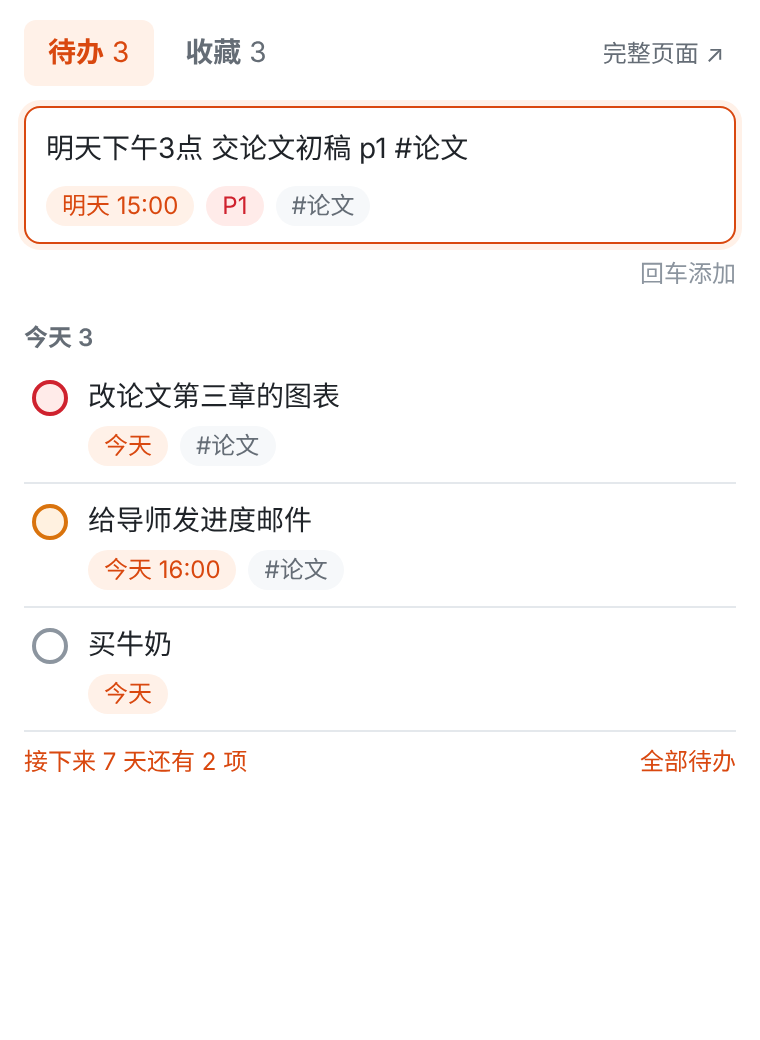 待办 3 收藏 3 完整页面 ↗
明天下午3点 交论文初稿 p1 #论文
明天 15:00 P1 #论文
回车添加
今天 3
改论文第三章的图表
今天 #论文
给导师发进度邮件
今天 16:00 #论文
买牛奶
今天
接下来 7 天还有 2 项 全部待办